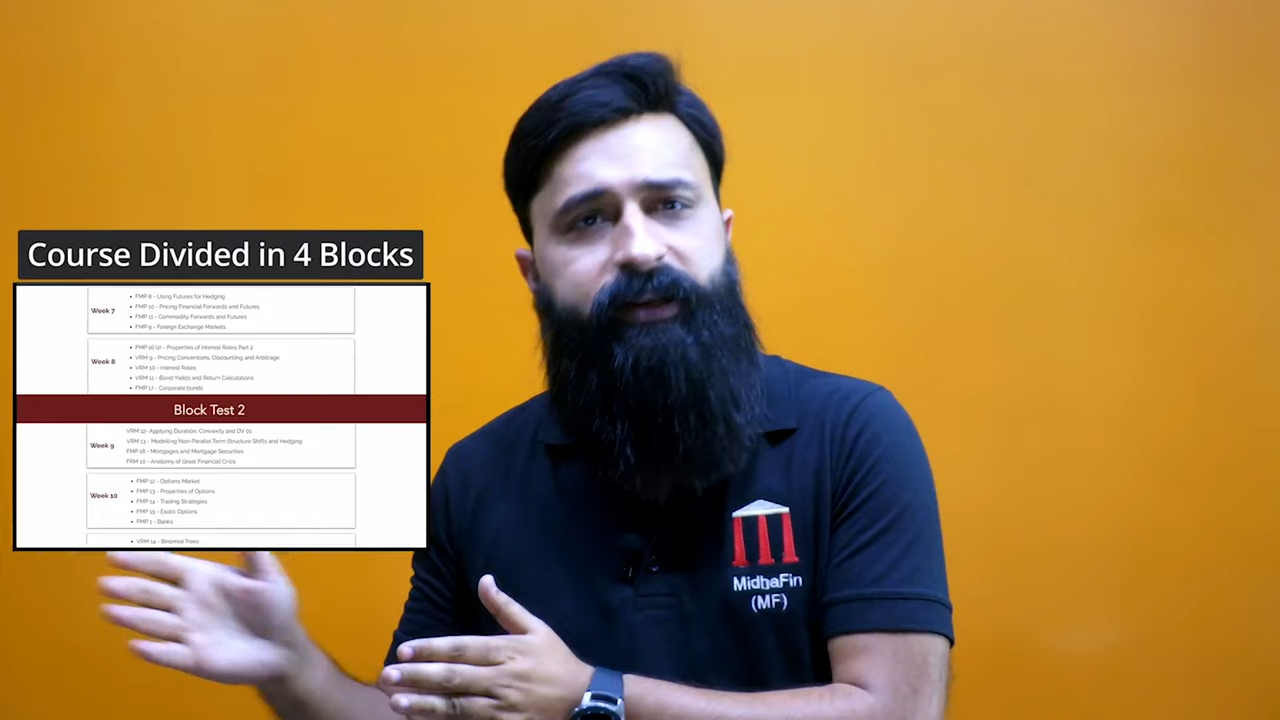 Course Divided in 4 Blocks
Week 7
• FMP 8 - Using Futures for Hedging
• FMP 10 - Pricing Financial Forwards and Futures
• FMP 11 - Commodity Forwards and Futures
• FMP 9 - Foreign Exchange Markets
Week 8
• FMP 16 (2) - Properties of Interest Rates Part 2
• VRM 9 - Pricing Conventions, Discounting and Arbitrage
• VRM 10 - Interest Rates
• VRM 11 - Bond Yields and Return Calculations
• FMP 17 - Corporate bonds
Block Test 2
Week 9
VRM 12- Applying Duration, Convexity and DV 01
VRM 13 - Modelling Non-Parallel Term Structure Shifts and Hedging
FMP 18 - Mortgages and Mortgage Securities
FRM 10 - Anatomy of Great Financial Crisis
Week 10
• FMP 12 - Options Market
• FMP 13 - Properties of Options
• FMP 14 - Trading Strategies
• FMP 15 - Exotic Options
• FMP 1 - Banks
• VRM 14 - Binomial Trees
MidhaFin
(MF)